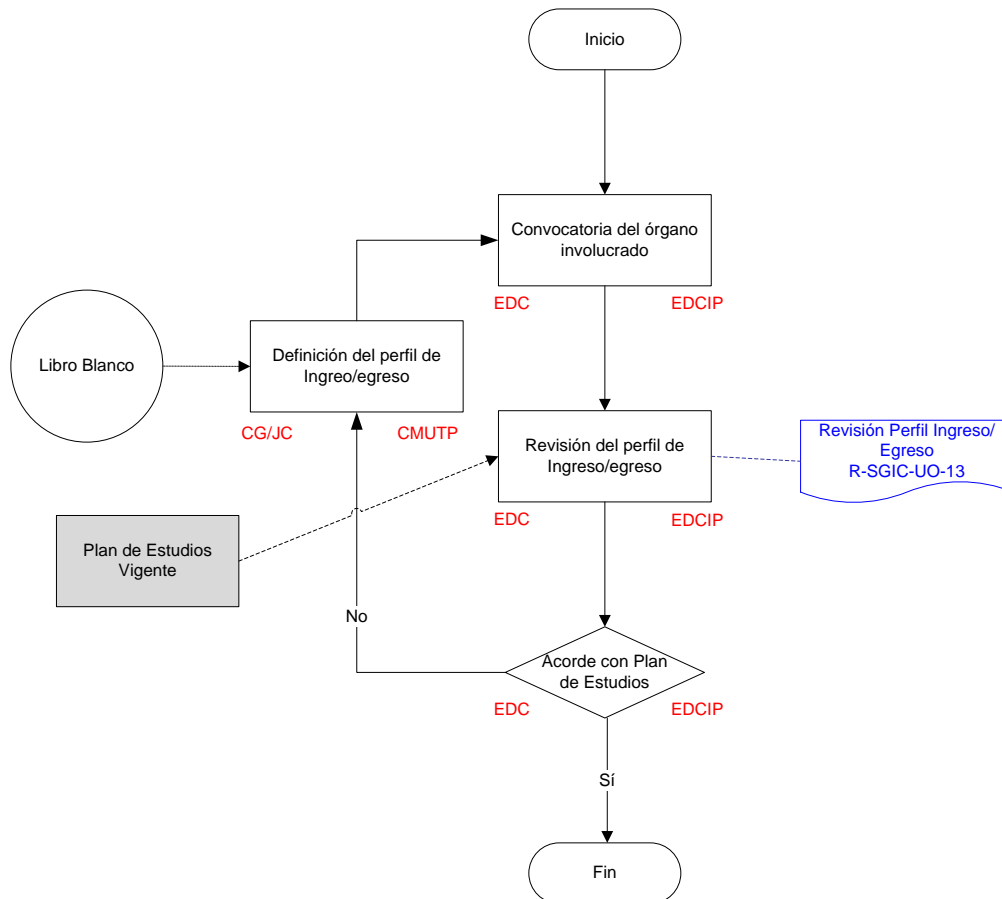 Inicio
Convocatoria del órgano
involucrado
EDC
EDCIP
Libro Blanco
Definición del perfil de
Ingreo/egreso
CG/JC
CMUTP
Revisión del perfil de
Ingreso/egreso
EDC
EDCIP
Revisión Perfil Ingreso/
Egreso
R-SGIC-UO-13
Plan de Estudios
Vigente
No
Acorde con Plan
de Estudios
EDC
EDCIP
Sí
Fin